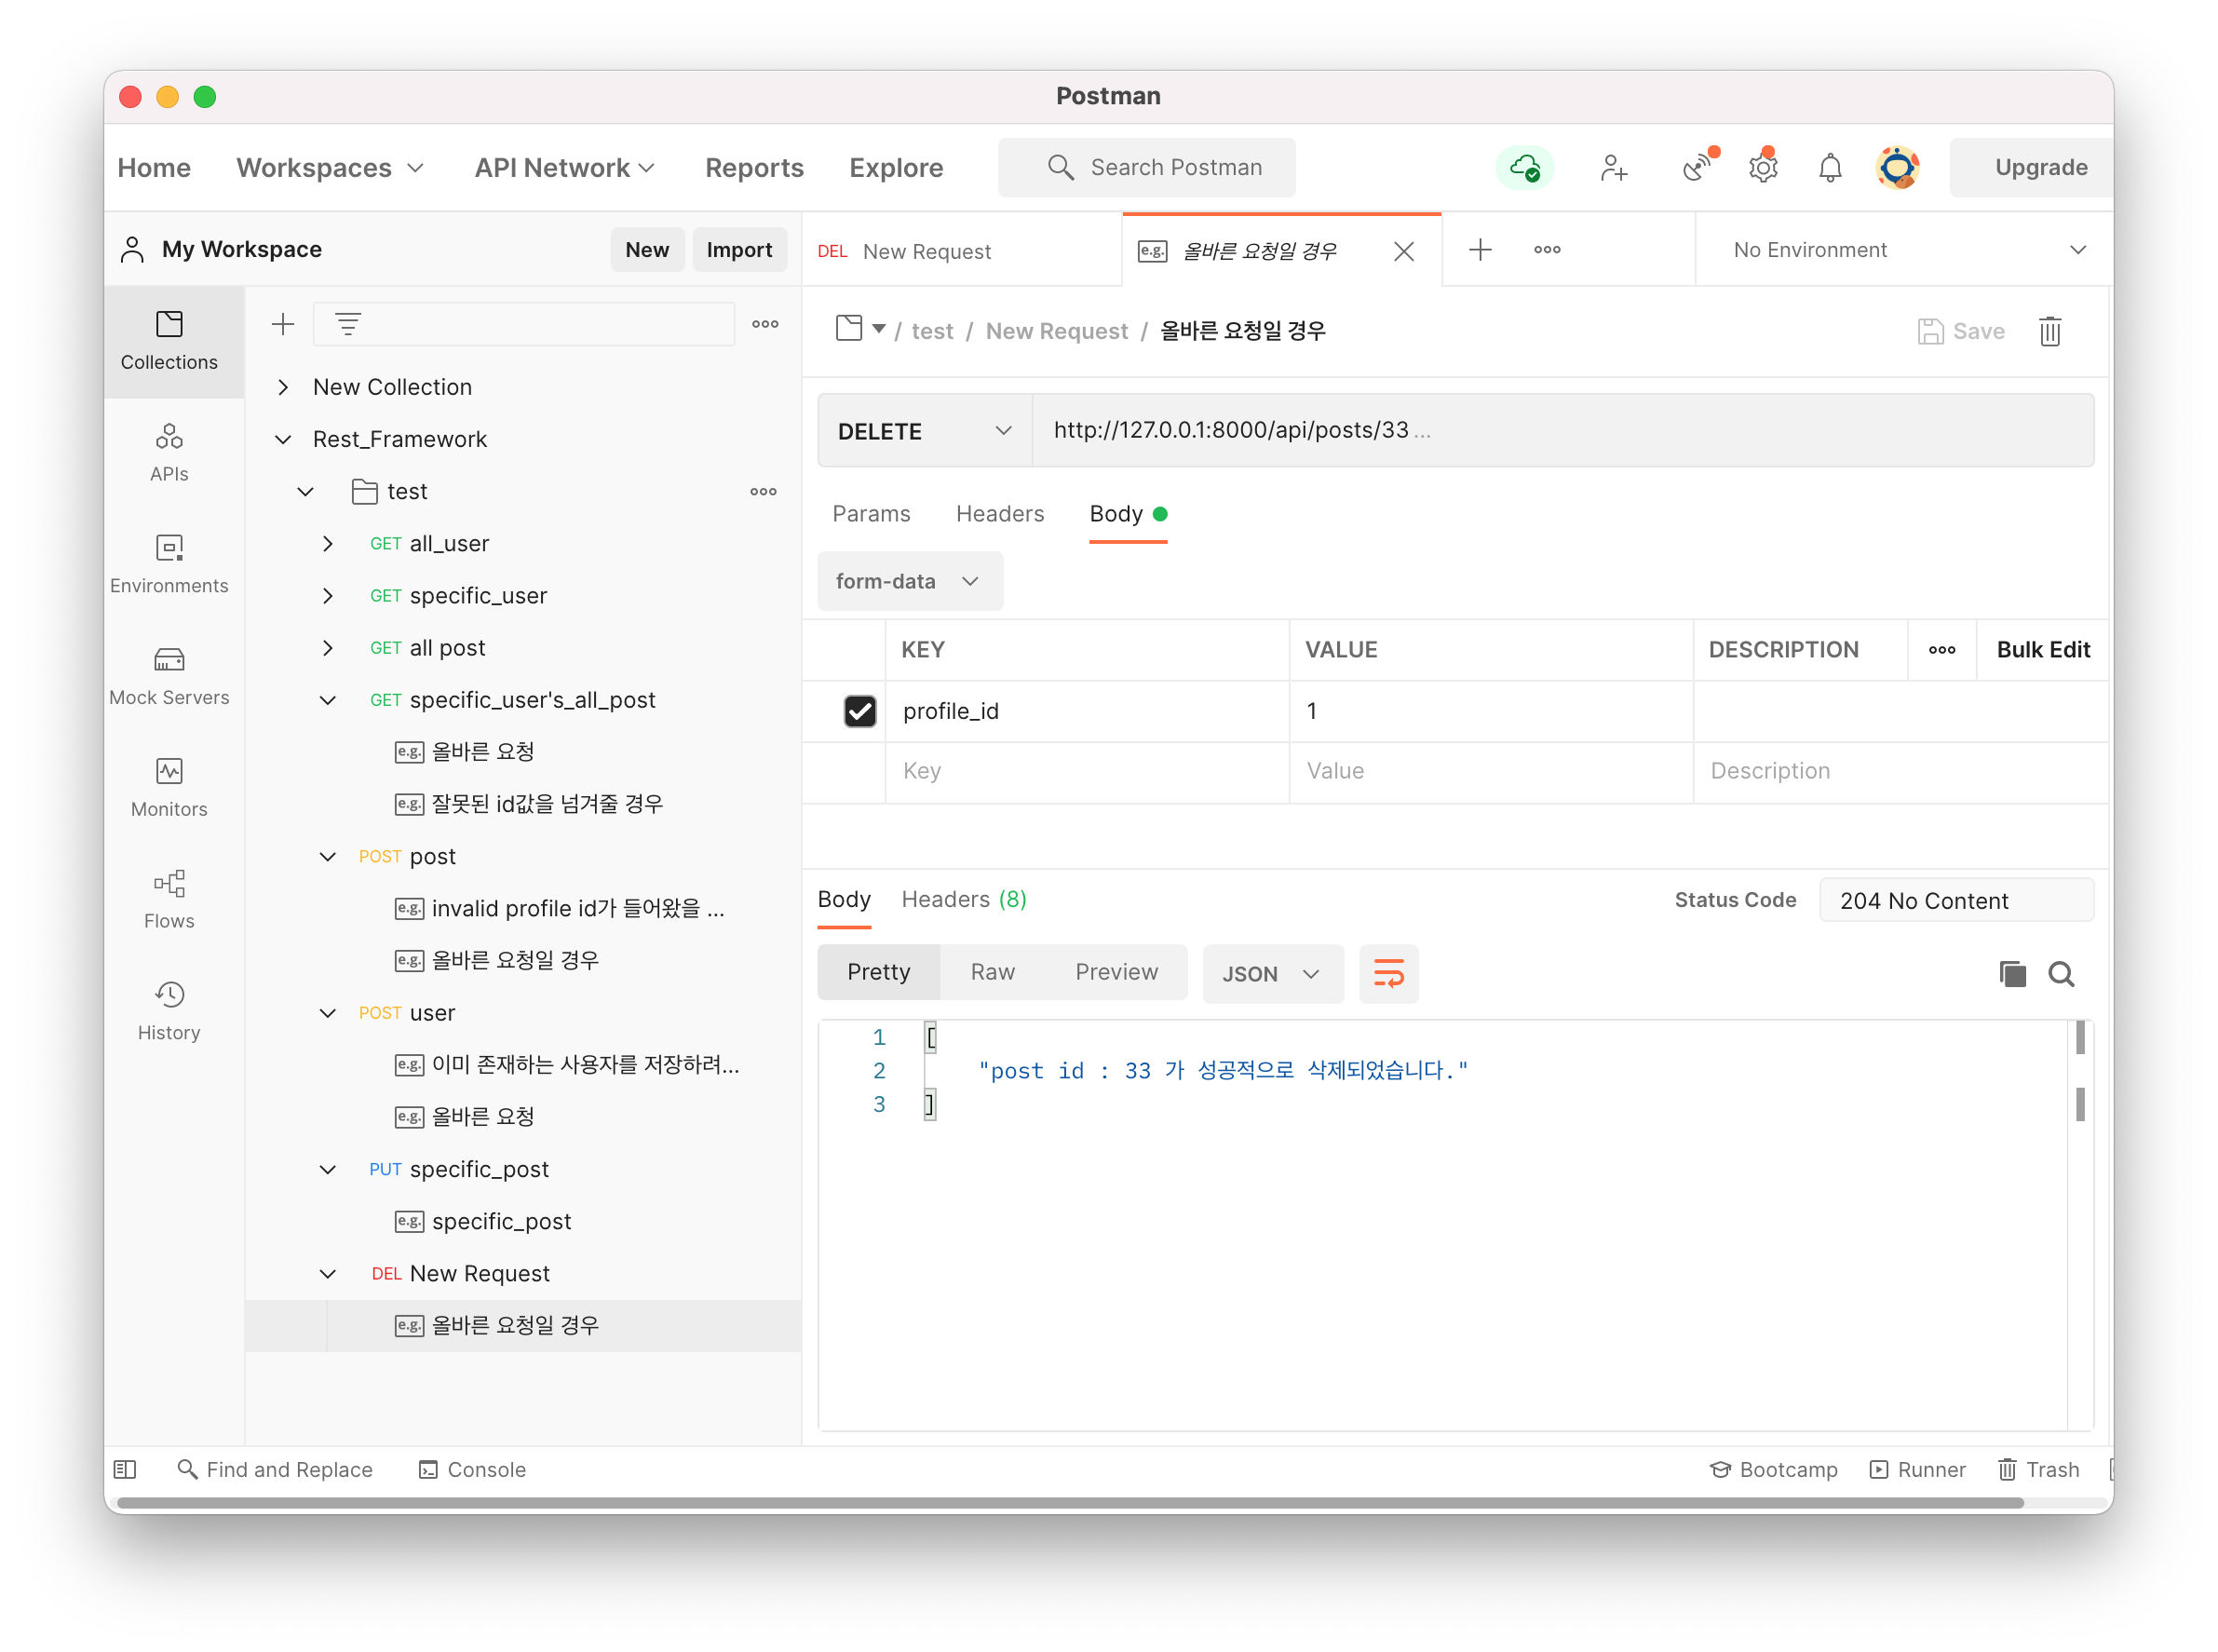 Postman
Home Workspaces API Network Reports Explore Search Postman Upgrade
My Workspace New Import
DEL New Request e.g. 올바른 요청일 경우 No Environment
Collections
APIs
Environments
Mock Servers
Monitors
Flows
History
New Collection
Rest_Framework
test
GET all_user
GET specific_user
GET all post
GET specific_user's_all_post
e.g. 올바른 요청
e.g. 잘못된 id값을 넘겨줄 경우
POST post
e.g. invalid profile id가 들어왔을 ...
e.g. 올바른 요청일 경우
POST user
e.g. 이미 존재하는 사용자를 저장하려...
e.g. 올바른 요청
PUT specific_post
e.g. specific_post
DEL New Request
e.g. 올바른 요청일 경우
/ test / New Request / 올바른 요청일 경우 Save
DELETE http://127.0.0.1:8000/api/posts/33 ...
Params Headers Body
form-data
KEY VALUE DESCRIPTION Bulk Edit
profile_id 1
Key Value Description
Body Headers (8) Status Code 204 No Content
Pretty Raw Preview JSON
1 [
2 "post id : 33 가 성공적으로 삭제되었습니다."
3 ]
Find and Replace Console Bootcamp Runner Trash